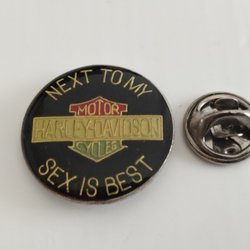 NEXT TO MY
MOTOR
HARLEY-DAVIDSON
CYCLES
SEX IS BEST